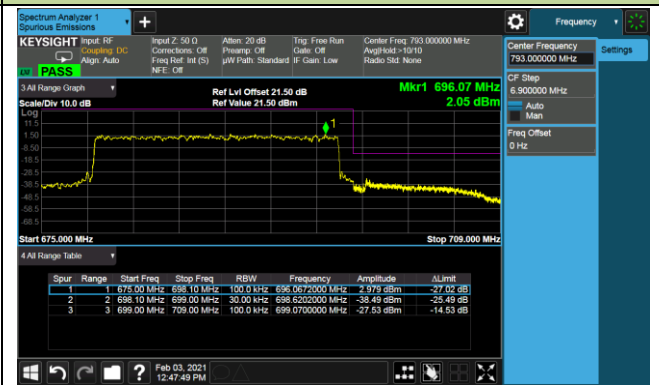 Spectrum Analyzer 1
Spurious Emissions
Frequency
KEYSIGHT Input: RF Input Z: 50 Ω Atten: 20 dB Trig: Free Run Center Freq: 793.000000 MHz
Coupling: DC Corrections: Off Preamp: Off Gate: Off Avg|Hold:>10/10
Align: Auto Freq Ref: Int (S) µW Path: Standard IF Gain: Low Radio Std: None
NFE: Off
PASS
Center Frequency
793.000000 MHz
Settings
CF Step
6.900000 MHz
Auto
Man
Freq Offset
0 Hz
3 All Range Graph
Ref Lvl Offset 21.50 dB
Mkr1 696.07 MHz
Scale/Div 10.0 dB
Ref Value 21.50 dBm
2.05 dBm
Log
11.5
1.50
-8.50
-18.5
-28.5
-38.5
-48.5
-58.5
-68.5
1
Start 675.000 MHz
Stop 709.000 MHz
4 All Range Table
Spur Range Start Freq Stop Freq RBW Frequency Amplitude ΔLimit
1 1 675.00 MHz 698.10 MHz 100.0 kHz 696.0672000 MHz 2.979 dBm -27.02 dB
2 2 698.10 MHz 699.00 MHz 30.00 kHz 698.6202000 MHz -38.49 dBm -25.49 dB
3 3 699.00 MHz 709.00 MHz 100.0 kHz 699.0700000 MHz -27.53 dBm -14.53 dB
?
Feb 03, 2021
12:47:49 PM